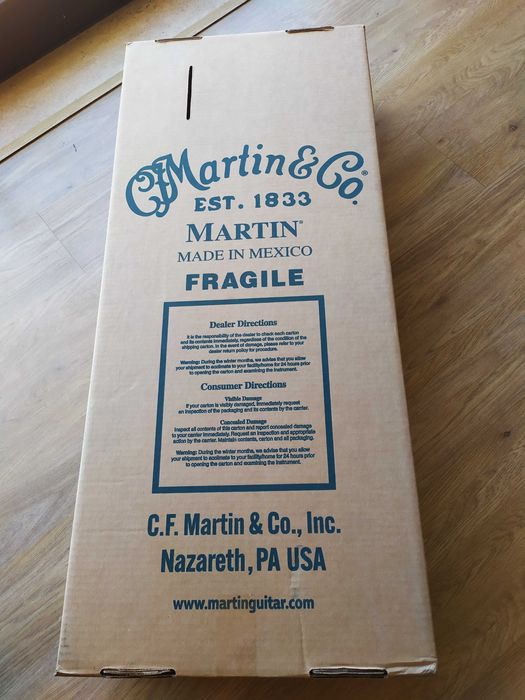 CF Martin & Co.®
EST. 1833
MARTIN®
MADE IN MEXICO
FRAGILE
Dealer Directions
It is the responsibility of the dealer to check each carton
and its contents immediately, regardless of the condition of the
shipping carton. In the event of damage, please refer to your
dealer return policy for procedure.
Warning: During the winter months, we advise that you allow
your shipment to acclimate to your facility/home for 24 hours prior
to opening the carton and examining the instrument.
Consumer Directions
Visible Damage
If your carton is visibly damaged, immediately request
an inspection of the packaging and its contents by the carrier.
Concealed Damage
Inspect all contents of this carton and report concealed damage
to your carrier immediately. Request an inspection and appropriate
action by the carrier. Maintain contents, carton and all packaging.
Warning: During the winter months, we advise that you allow
your shipment to acclimate to your facility/home for 24 hours prior
to opening the carton and examining the instrument.
C.F. Martin & Co., Inc.
Nazareth, PA USA
www.martinguitar.com